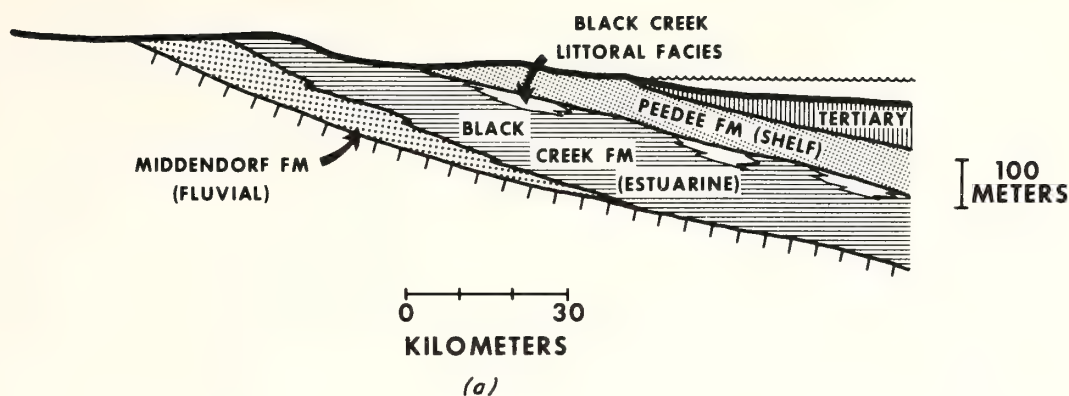 BLACK CREEK
LITTORAL FACIES
TERTIARY
PEEDEE FM (SHELF)
BLACK
CREEK FM
(ESTUARINE)
MIDDENDORF FM
(FLUVIAL)
100
METERS
0 30
KILOMETERS
(a)